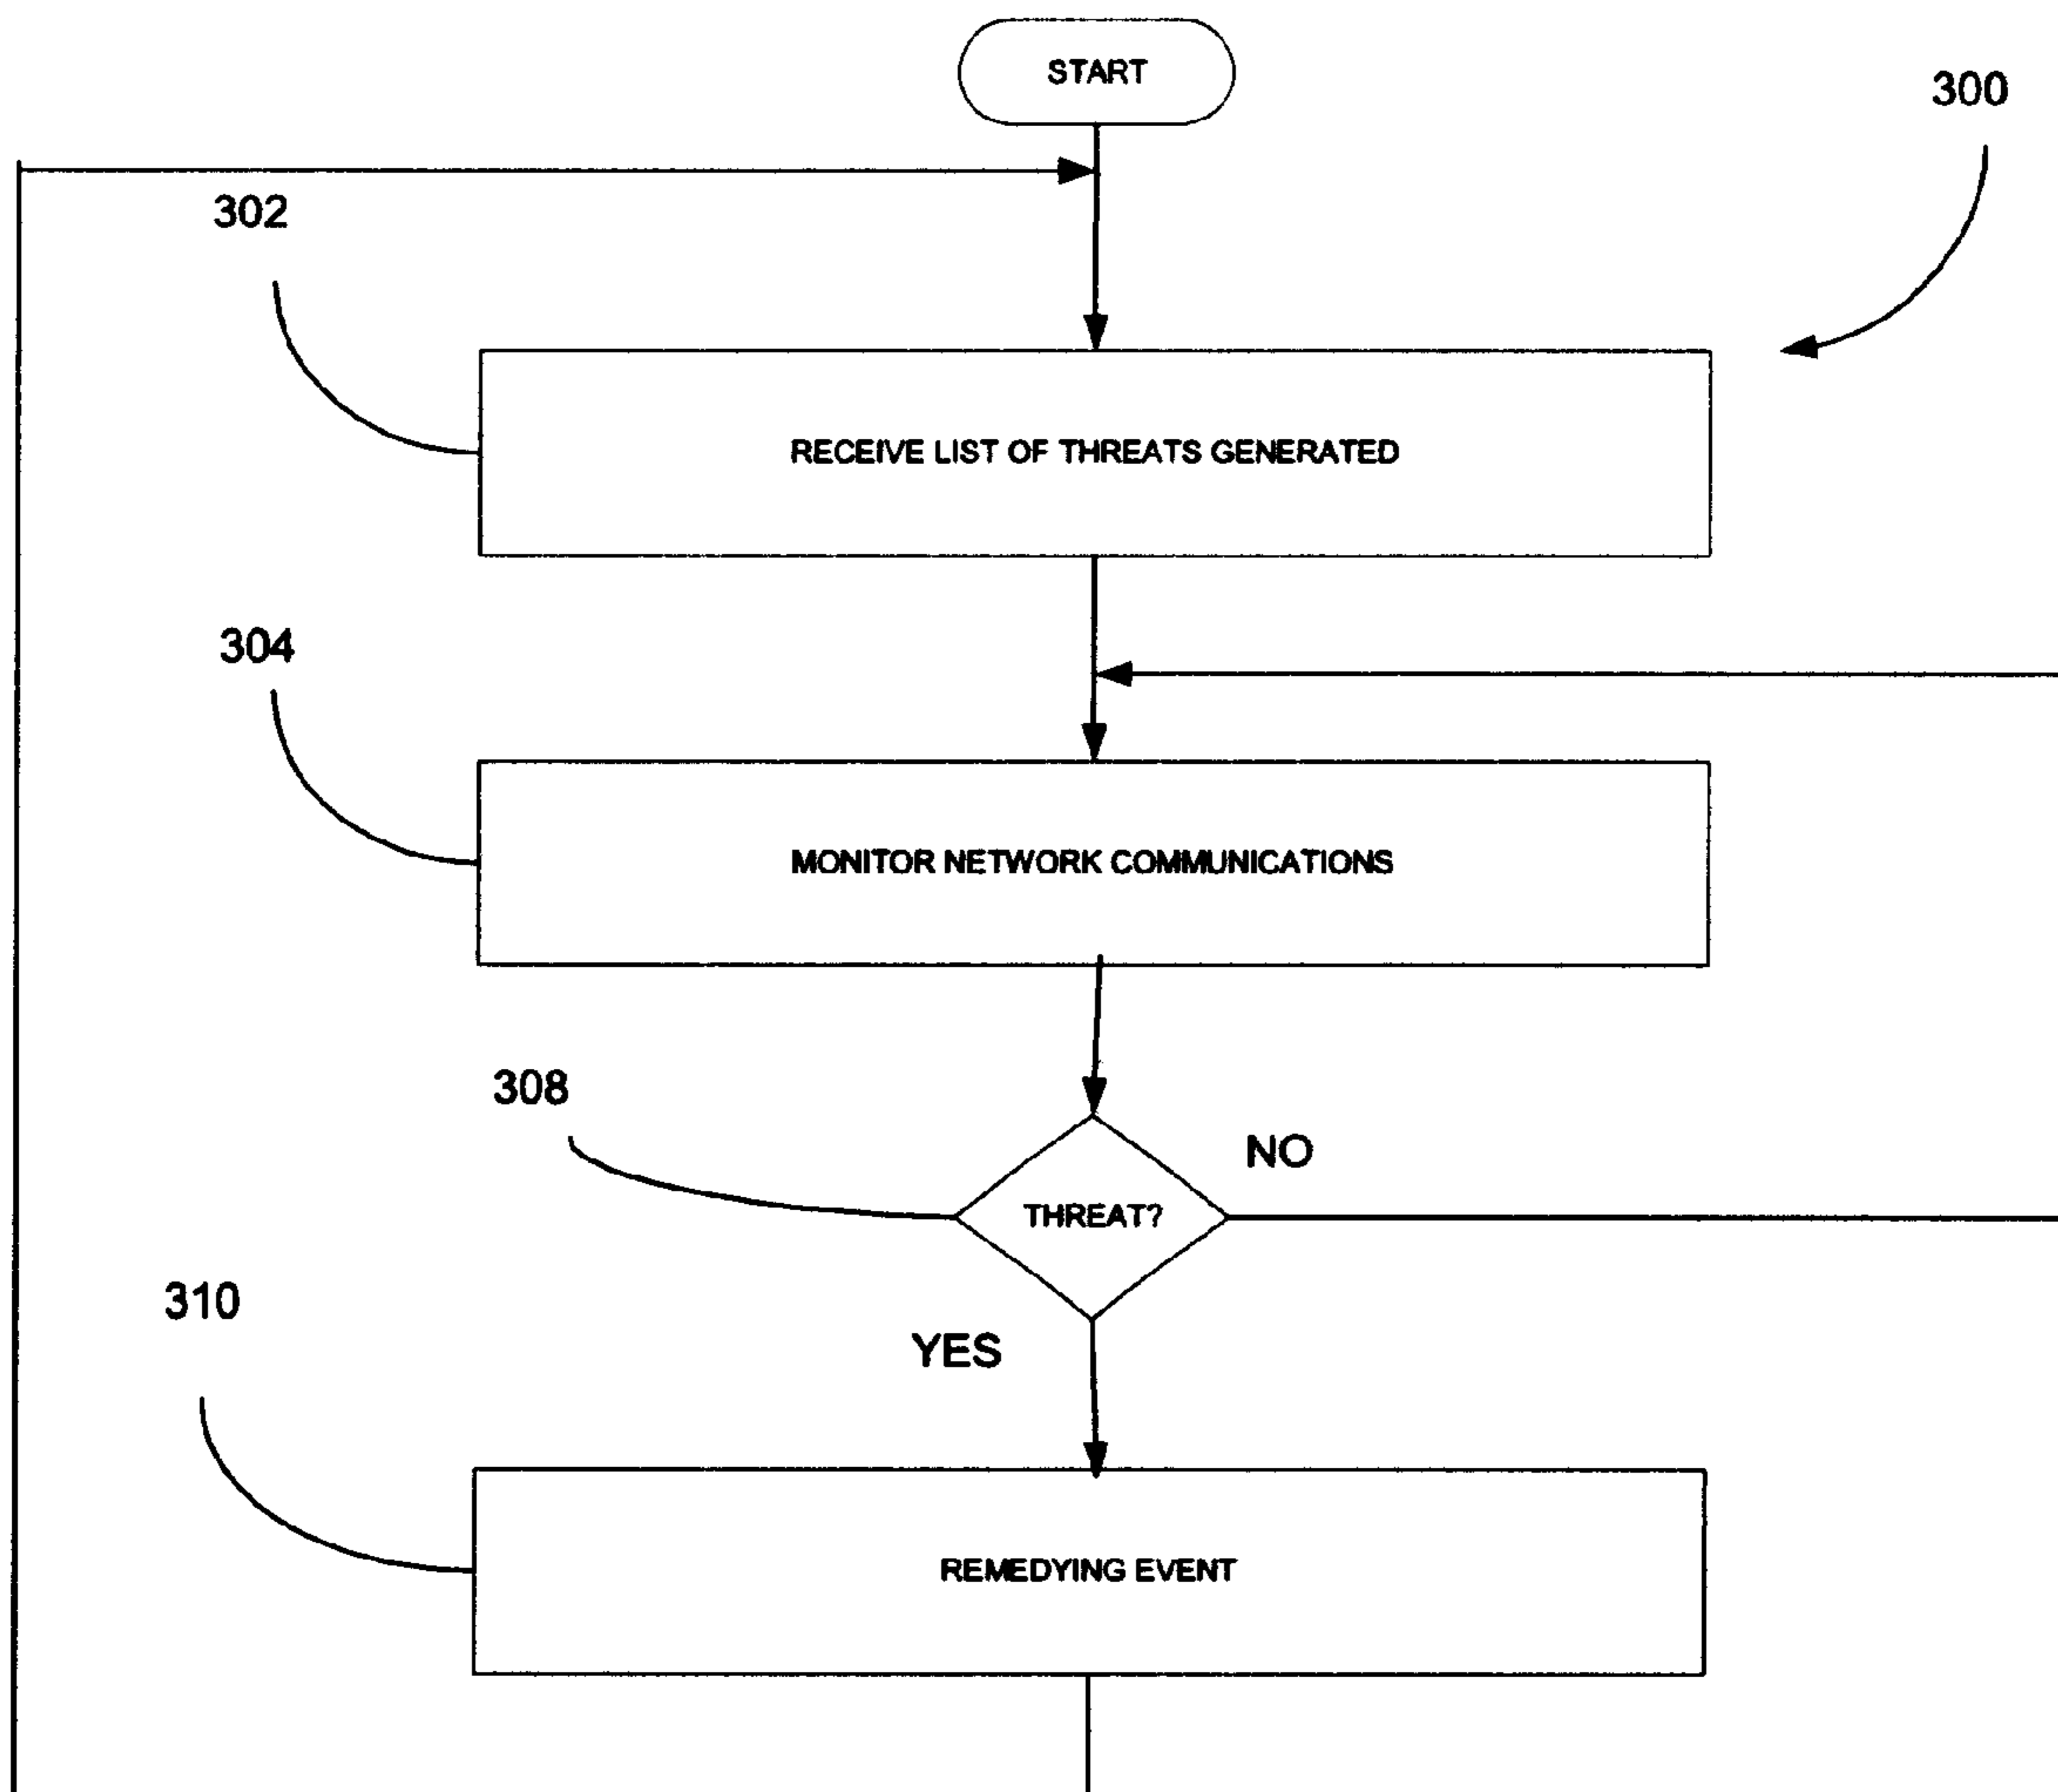 START
300
302
RECEIVE LIST OF THREATS GENERATED
304
MONITOR NETWORK COMMUNICATIONS
308
NO
THREAT?
310
YES
REMEDYING EVENT